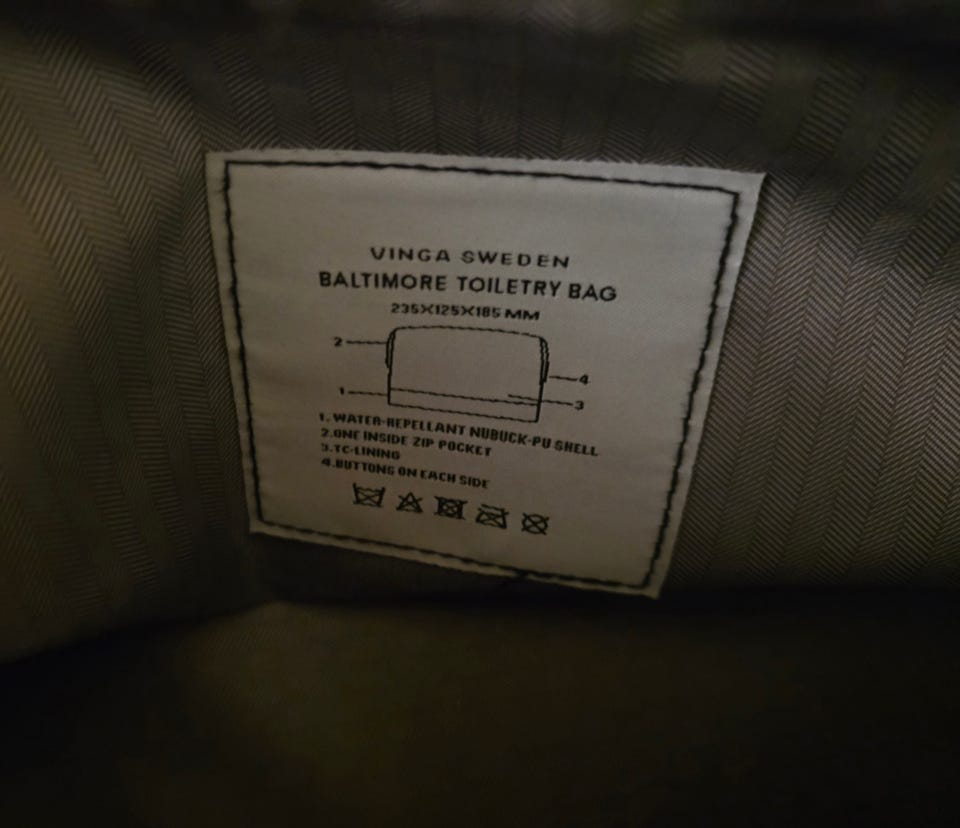 VINGA SWEDEN
BALTIMORE TOILETRY BAG
235X125X185 MM
2
4
1
3
1. WATER-REPELLANT NUBUCK-PU SHELL
2.ONE INSIDE ZIP POCKET
3.TC-LINING
4.BUTTONS ON EACH SIDE